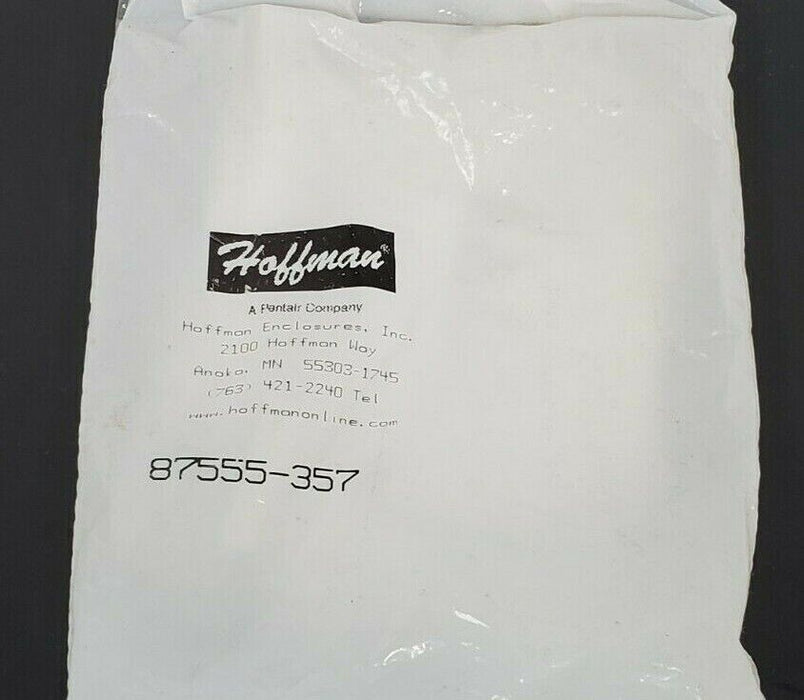 Hoffman®
A Pentair Company
Hoffman Enclosures, Inc.
2100 Hoffman Way
Anoka, MN 55303-1745
(763) 421-2240 Tel
www.hoffmanonline.com
87555-357